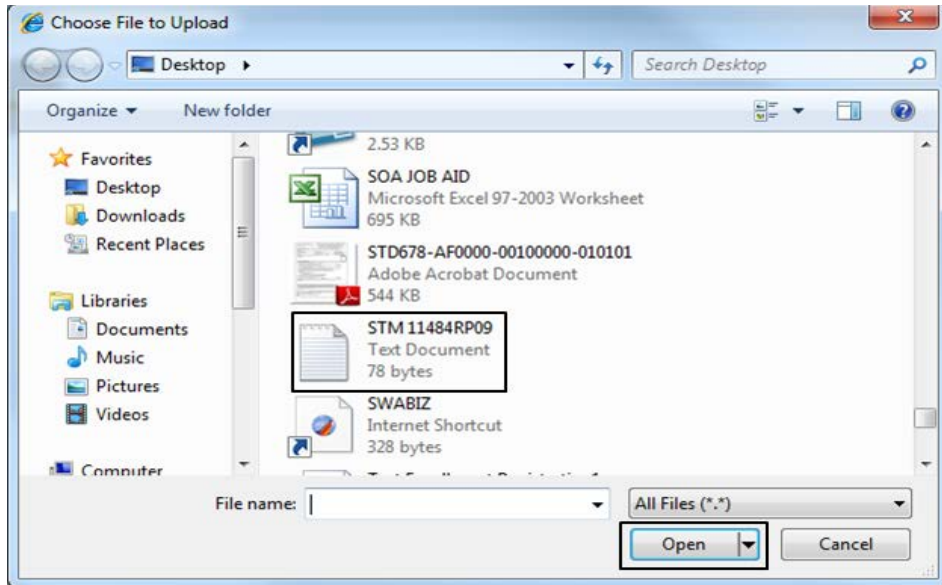 Choose File to Upload
Desktop
Search Desktop
Organize
New folder
Favorites
Desktop
Downloads
Recent Places
Libraries
Documents
Music
Pictures
Videos
Computer
2.53 KB
SOA JOB AID
Microsoft Excel 97-2003 Worksheet
695 KB
STD678-AF0000-00100000-010101
Adobe Acrobat Document
544 KB
STM 11484RP09
Text Document
78 bytes
SWABIZ
Internet Shortcut
328 bytes
File name:
All Files (*.*)
Open
Cancel